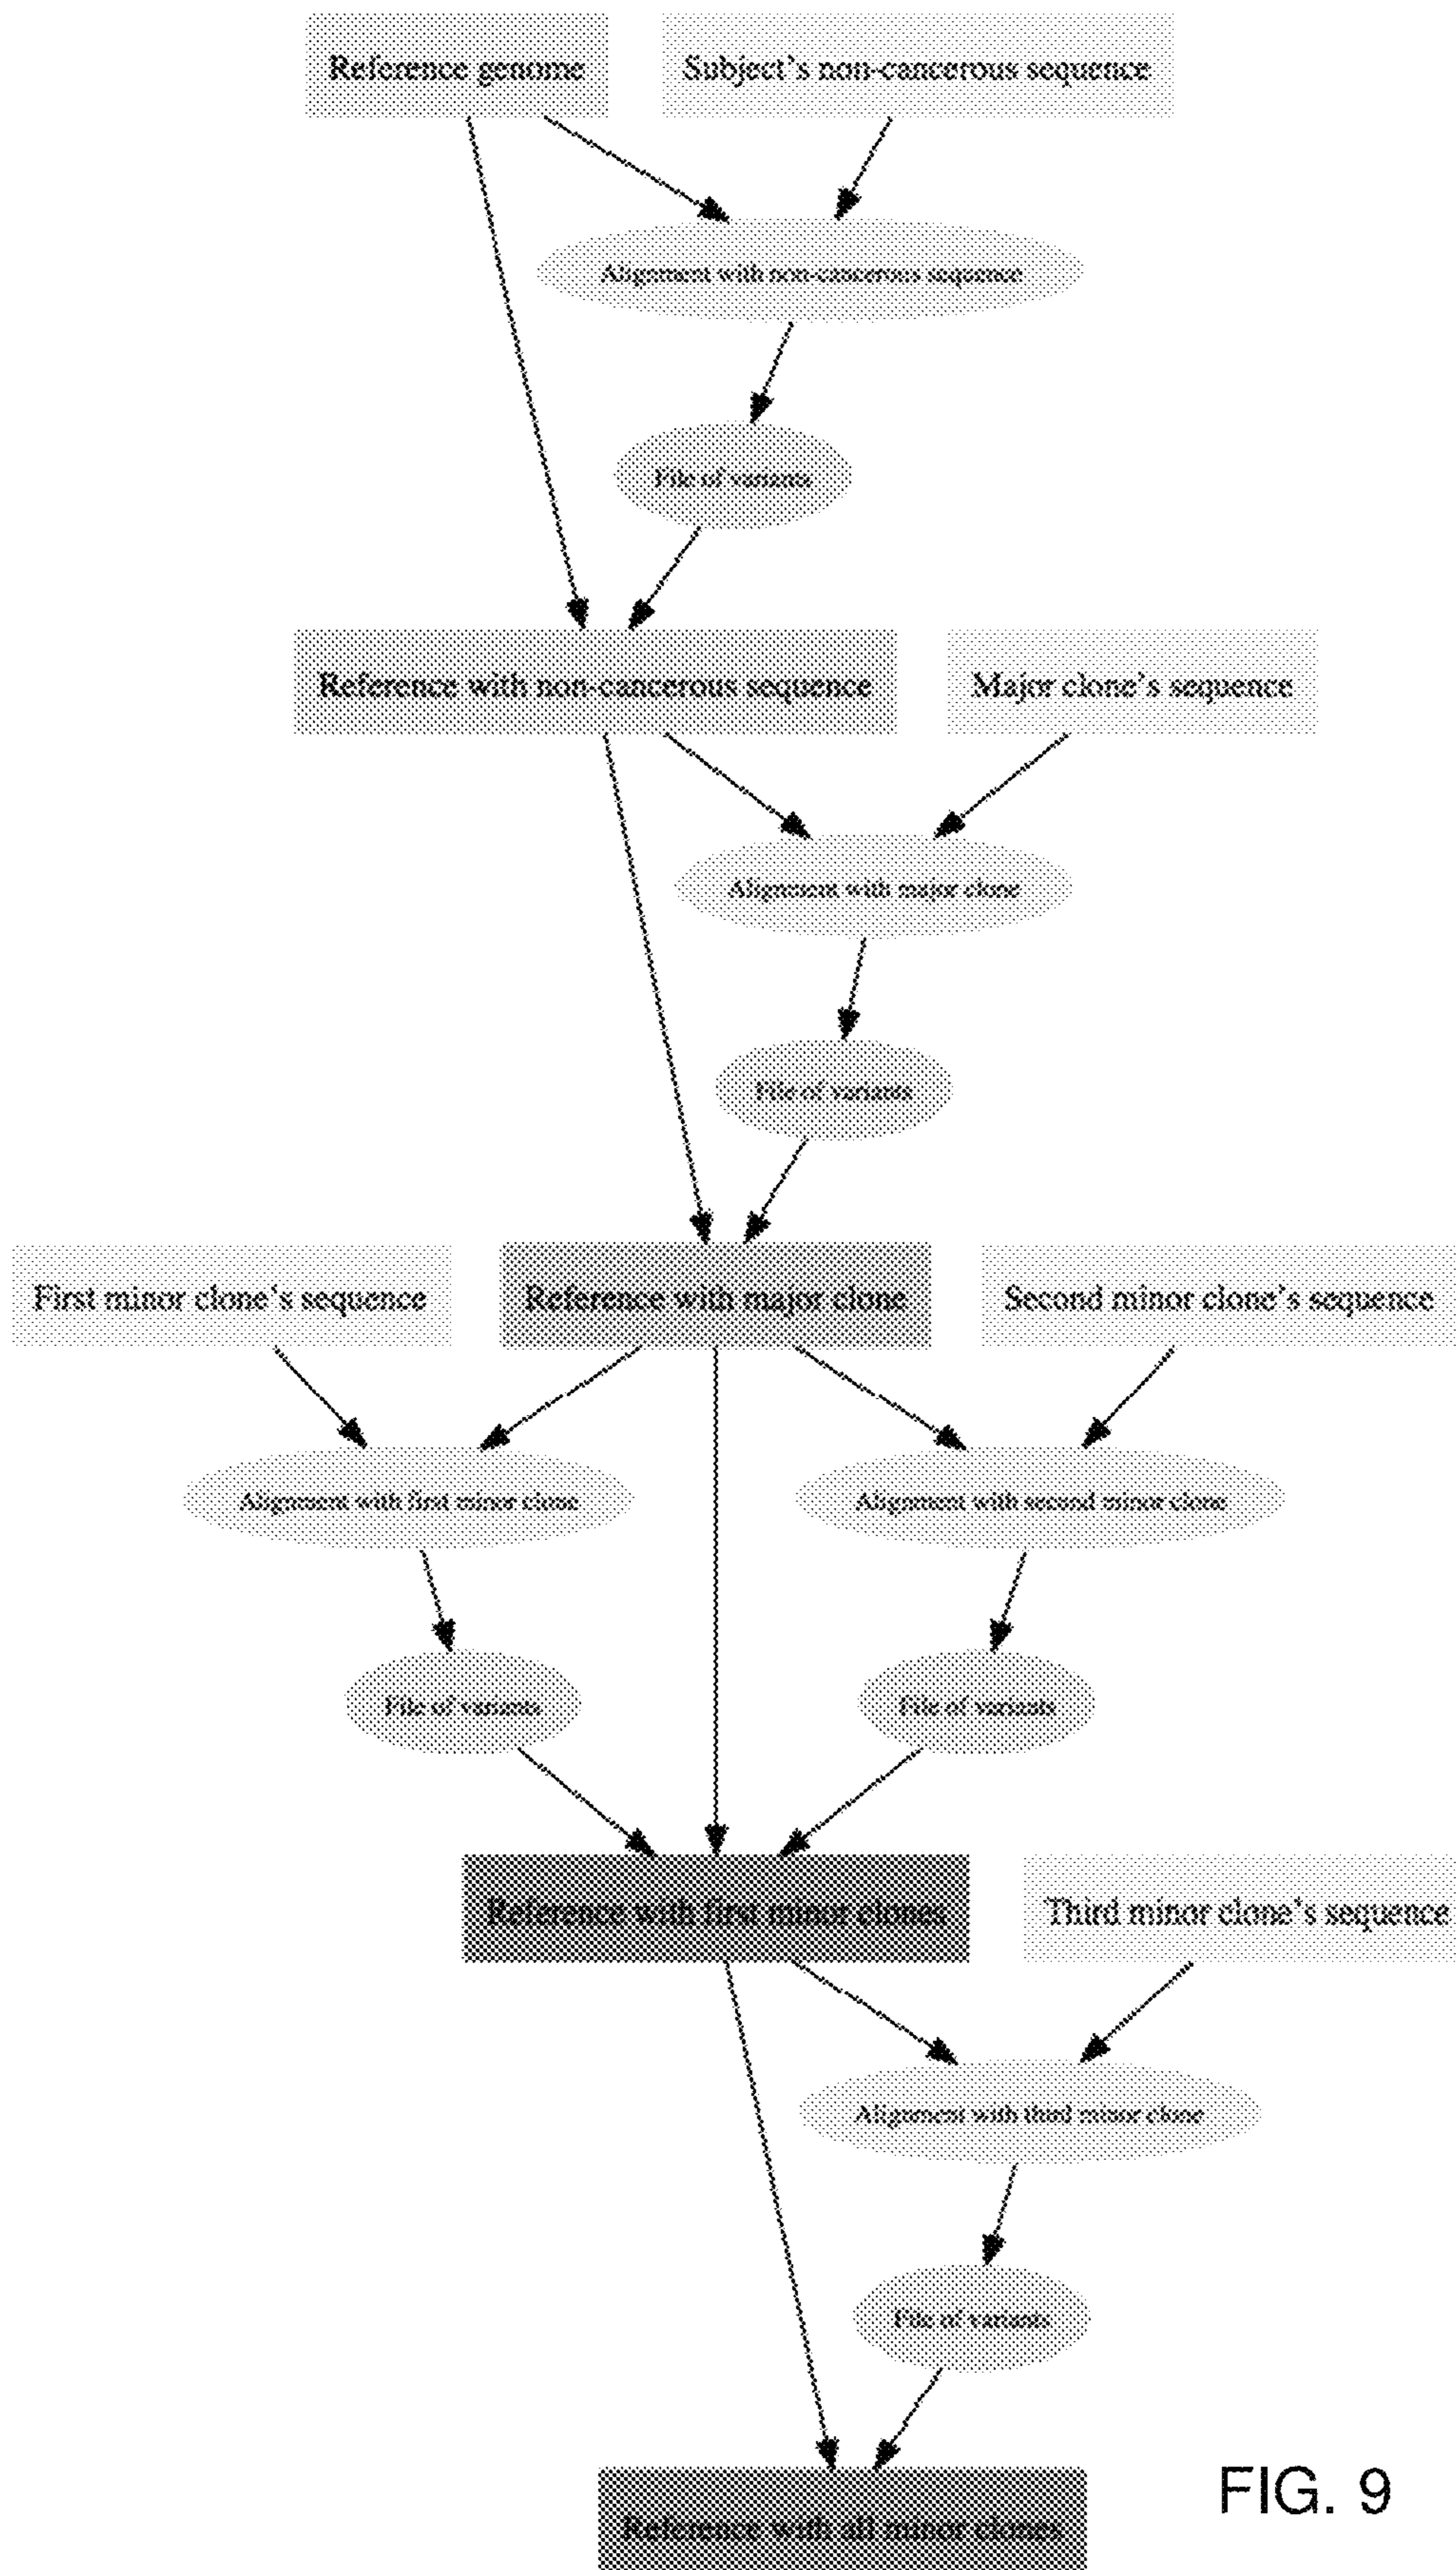 Reference genome
Subject's non-cancerous sequence
Alignment with non-cancerous sequence
File of variants
Reference with non-cancerous sequence
Major clone's sequence
Alignment with major clone
File of variants
First minor clone's sequence
Reference with major clone
Second minor clone's sequence
Alignment with first minor clone
Alignment with second minor clone
File of variants
File of variants
Reference with first minor clones
Third minor clone's sequence
Alignment with third minor clone
File of variants
Reference with all minor clones
FIG. 9